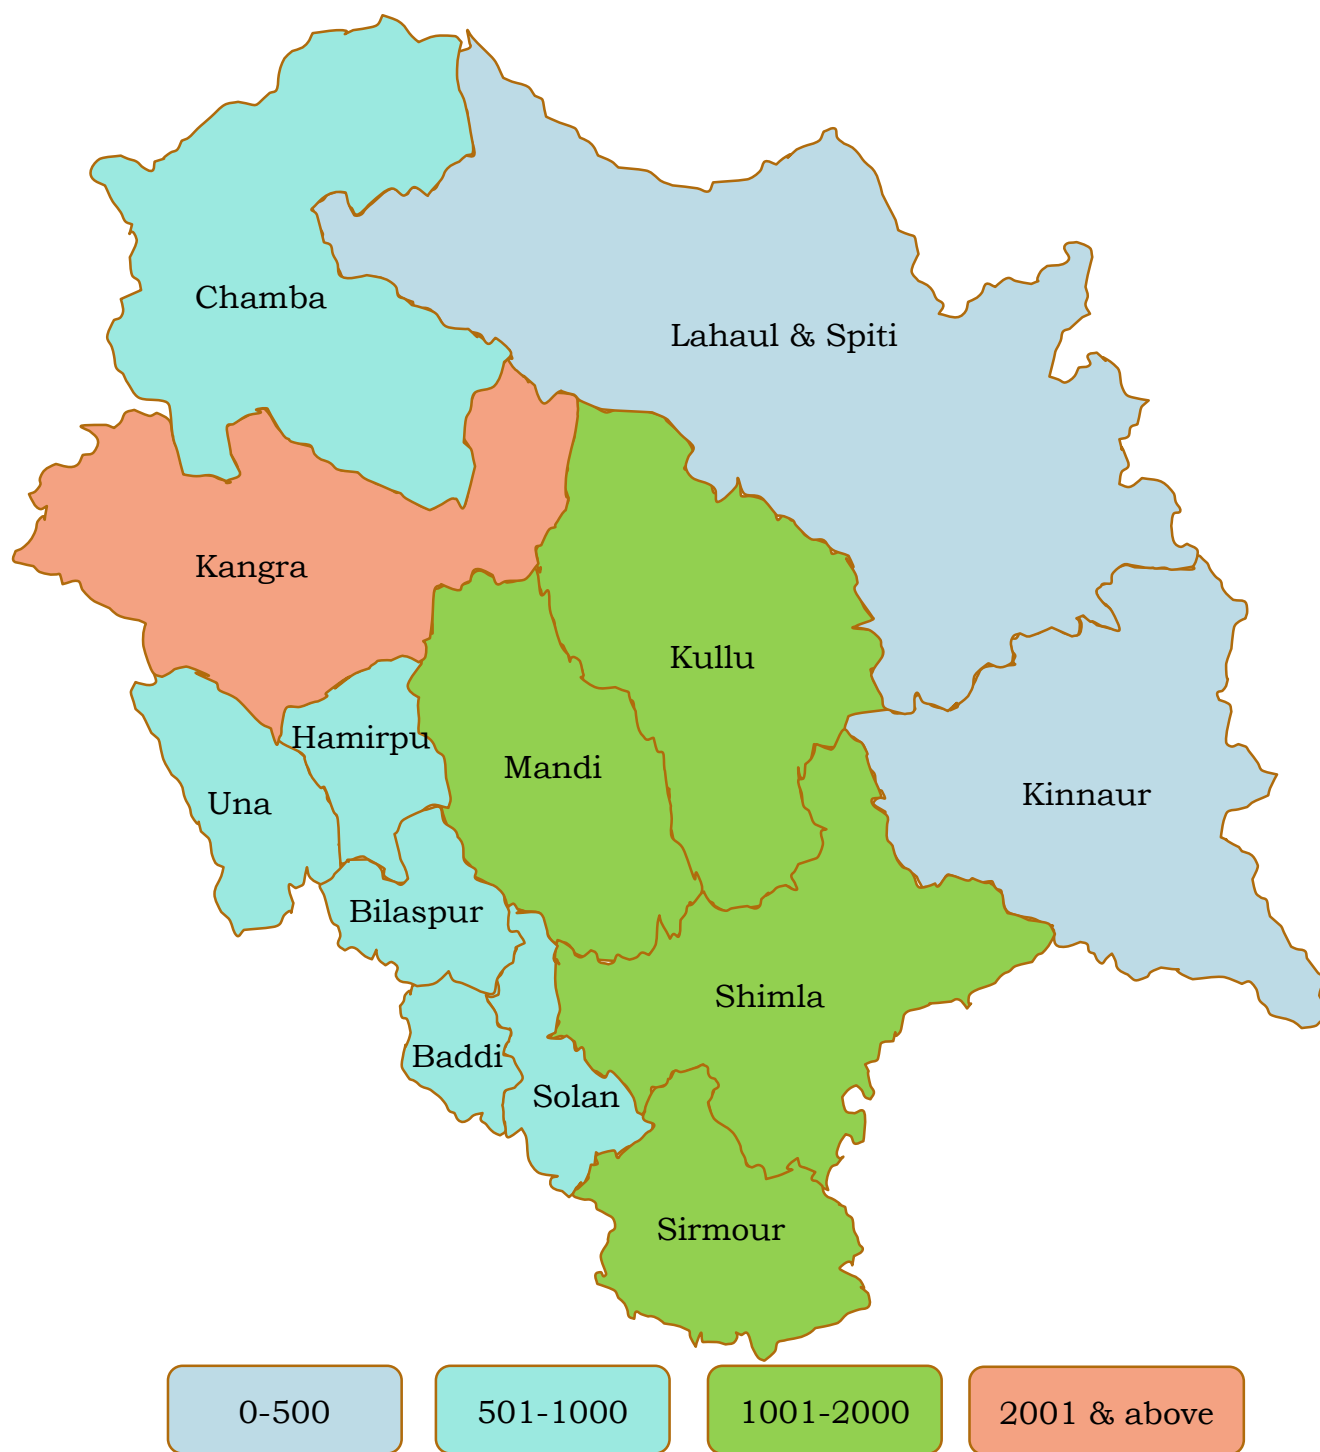 Chamba
Lahaul & Spiti
Kangra
Kullu
Hamirpu
Mandi
Una
Kinnaur
Bilaspur
Shimla
Baddi
Solan
Sirmour
0-500
501-1000
1001-2000
2001 & above